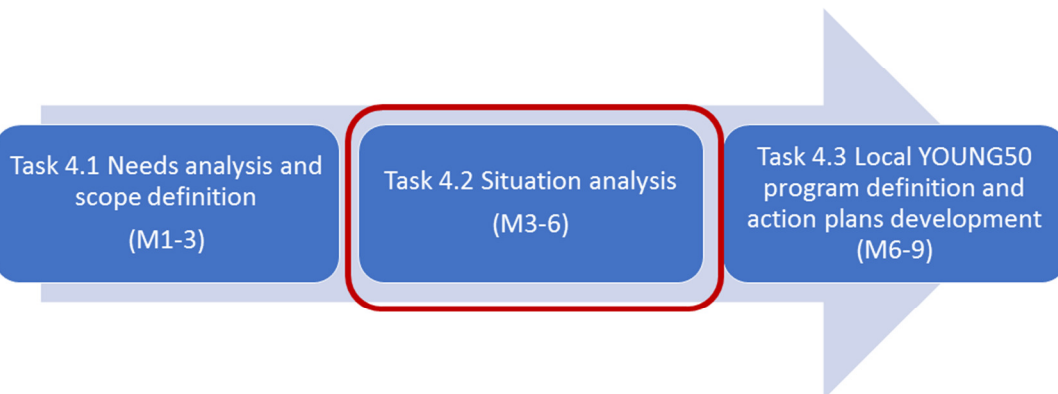 Task 4.1 Needs analysis and
scope definition
(M1-3)
Task 4.2 Situation analysis
(M3-6)
Task 4.3 Local YOUNG50
program definition and
action plans development
(M6-9)